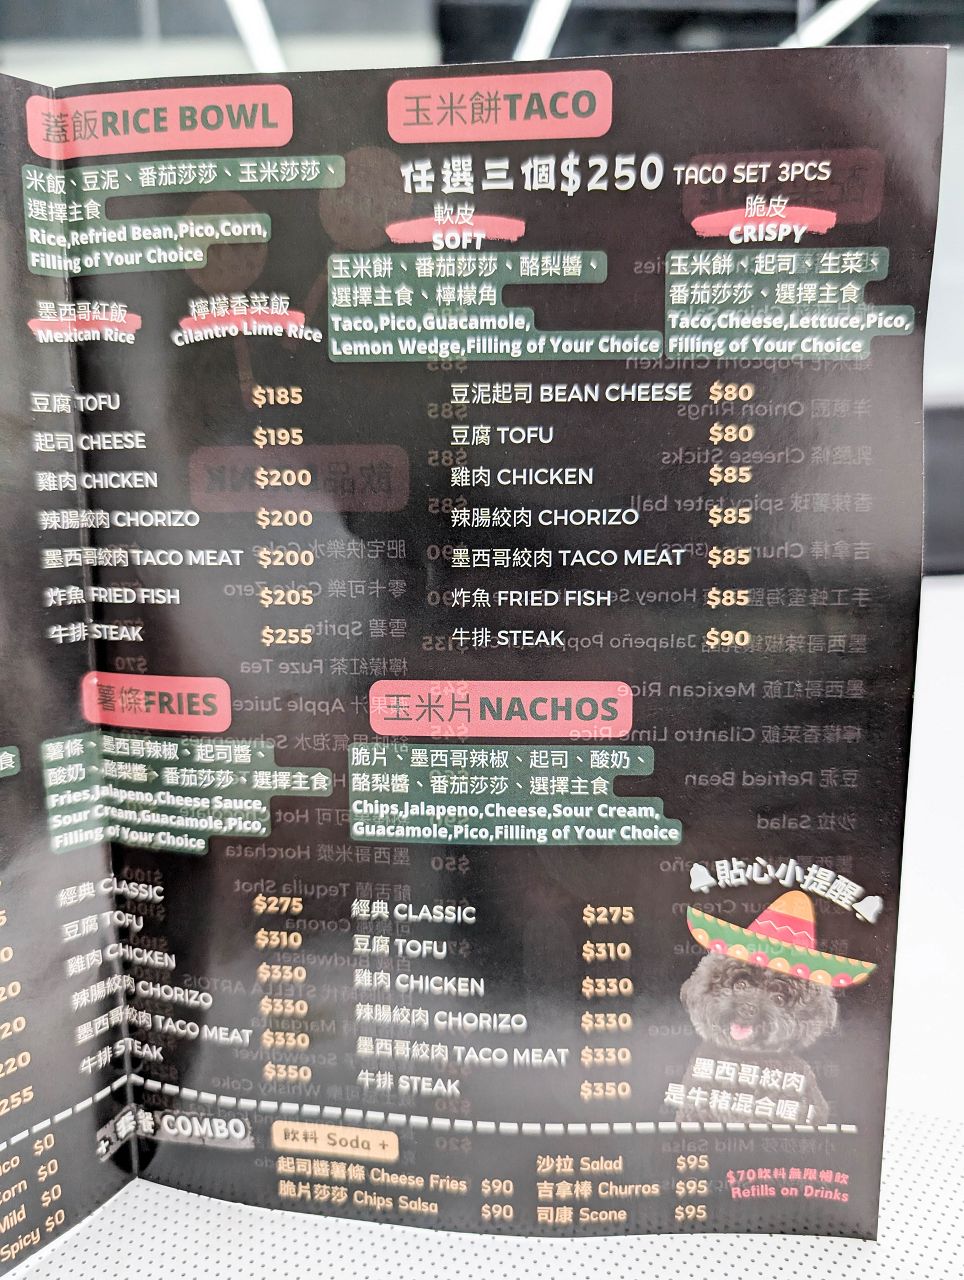 蓋飯RICE BOWL
米飯、豆泥、番茄莎莎、玉米莎莎、
選擇主食
Rice,Refried Bean,Pico,Corn,
Filling of Your Choice
墨西哥紅飯
Mexican Rice
檸檬香菜飯
Cilantro Lime Rice
豆腐 TOFU $185
起司 CHEESE $195
雞肉 CHICKEN $200
辣腸絞肉 CHORIZO $200
墨西哥絞肉 TACO MEAT $200
炸魚 FRIED FISH $205
牛排 STEAK $255
玉米餅TACO
任選三個$250 TACO SET 3PCS
軟皮
SOFT
玉米餅、番茄莎莎、酪梨醬、
選擇主食、檸檬角
Taco,Pico,Guacamole,
Lemon Wedge,Filling of Your Choice
脆皮
CRISPY
玉米餅、起司、生菜、
番茄莎莎、選擇主食
Taco,Cheese,Lettuce,Pico,
Filling of Your Choice
豆泥起司 BEAN CHEESE $80
豆腐 TOFU $80
雞肉 CHICKEN $85
辣腸絞肉 CHORIZO $85
墨西哥絞肉 TACO MEAT $85
炸魚 FRIED FISH $85
牛排 STEAK $90
薯條FRIES
薯條、墨西哥辣椒、起司醬、
酸奶、酪梨醬、番茄莎莎、選擇主食
Fries,Jalapeno,Cheese Sauce,
Sour Cream,Guacamole,Pico,
Filling of Your Choice
經典 CLASSIC $275
豆腐 TOFU $310
雞肉 CHICKEN $330
辣腸絞肉 CHORIZO $330
墨西哥絞肉 TACO MEAT $330
牛排 STEAK $350
玉米片NACHOS
脆片、墨西哥辣椒、起司、酸奶、
酪梨醬、番茄莎莎、選擇主食
Chips,Jalapeno,Cheese,Sour Cream,
Guacamole,Pico,Filling of Your Choice
經典 CLASSIC $275
豆腐 TOFU $310
雞肉 CHICKEN $330
辣腸絞肉 CHORIZO $330
墨西哥絞肉 TACO MEAT $330
牛排 STEAK $350
貼心小提醒
墨西哥絞肉
是牛豬混合喔！
+ 套餐 COMBO
飲料 Soda +
起司醬薯條 Cheese Fries $90
脆片莎莎 Chips Salsa $90
沙拉 Salad $95
吉拿棒 Churros $95
司康 Scone $95
$70飲料無限暢飲
Refills on Drinks
食
20
20
220
255
$0
$0
Mild $0
Spicy $0